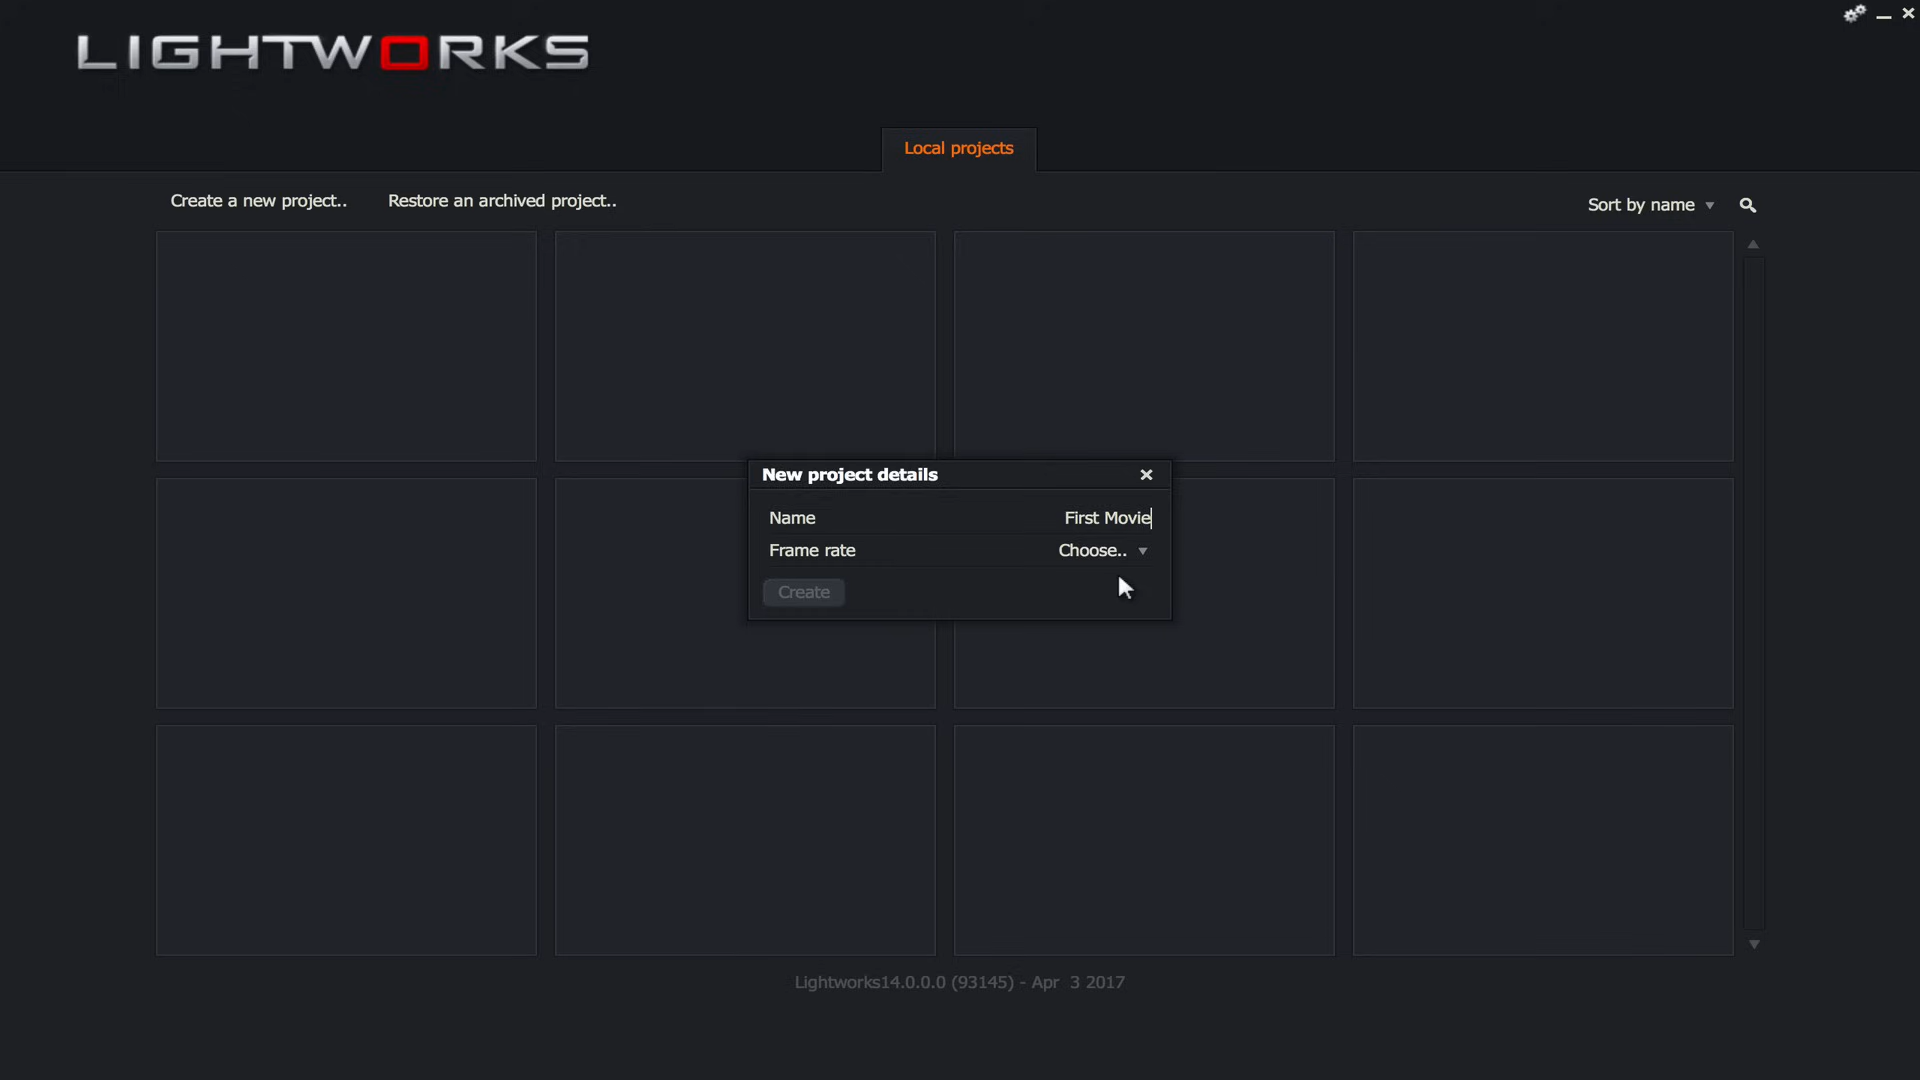 LIGHTWORKS
Local projects
Create a new project.. Restore an archived project.. Sort by name
New project details
Name First Movie
Frame rate Choose..
Create
Lightworks14.0.0.0 (93145) - Apr  3 2017